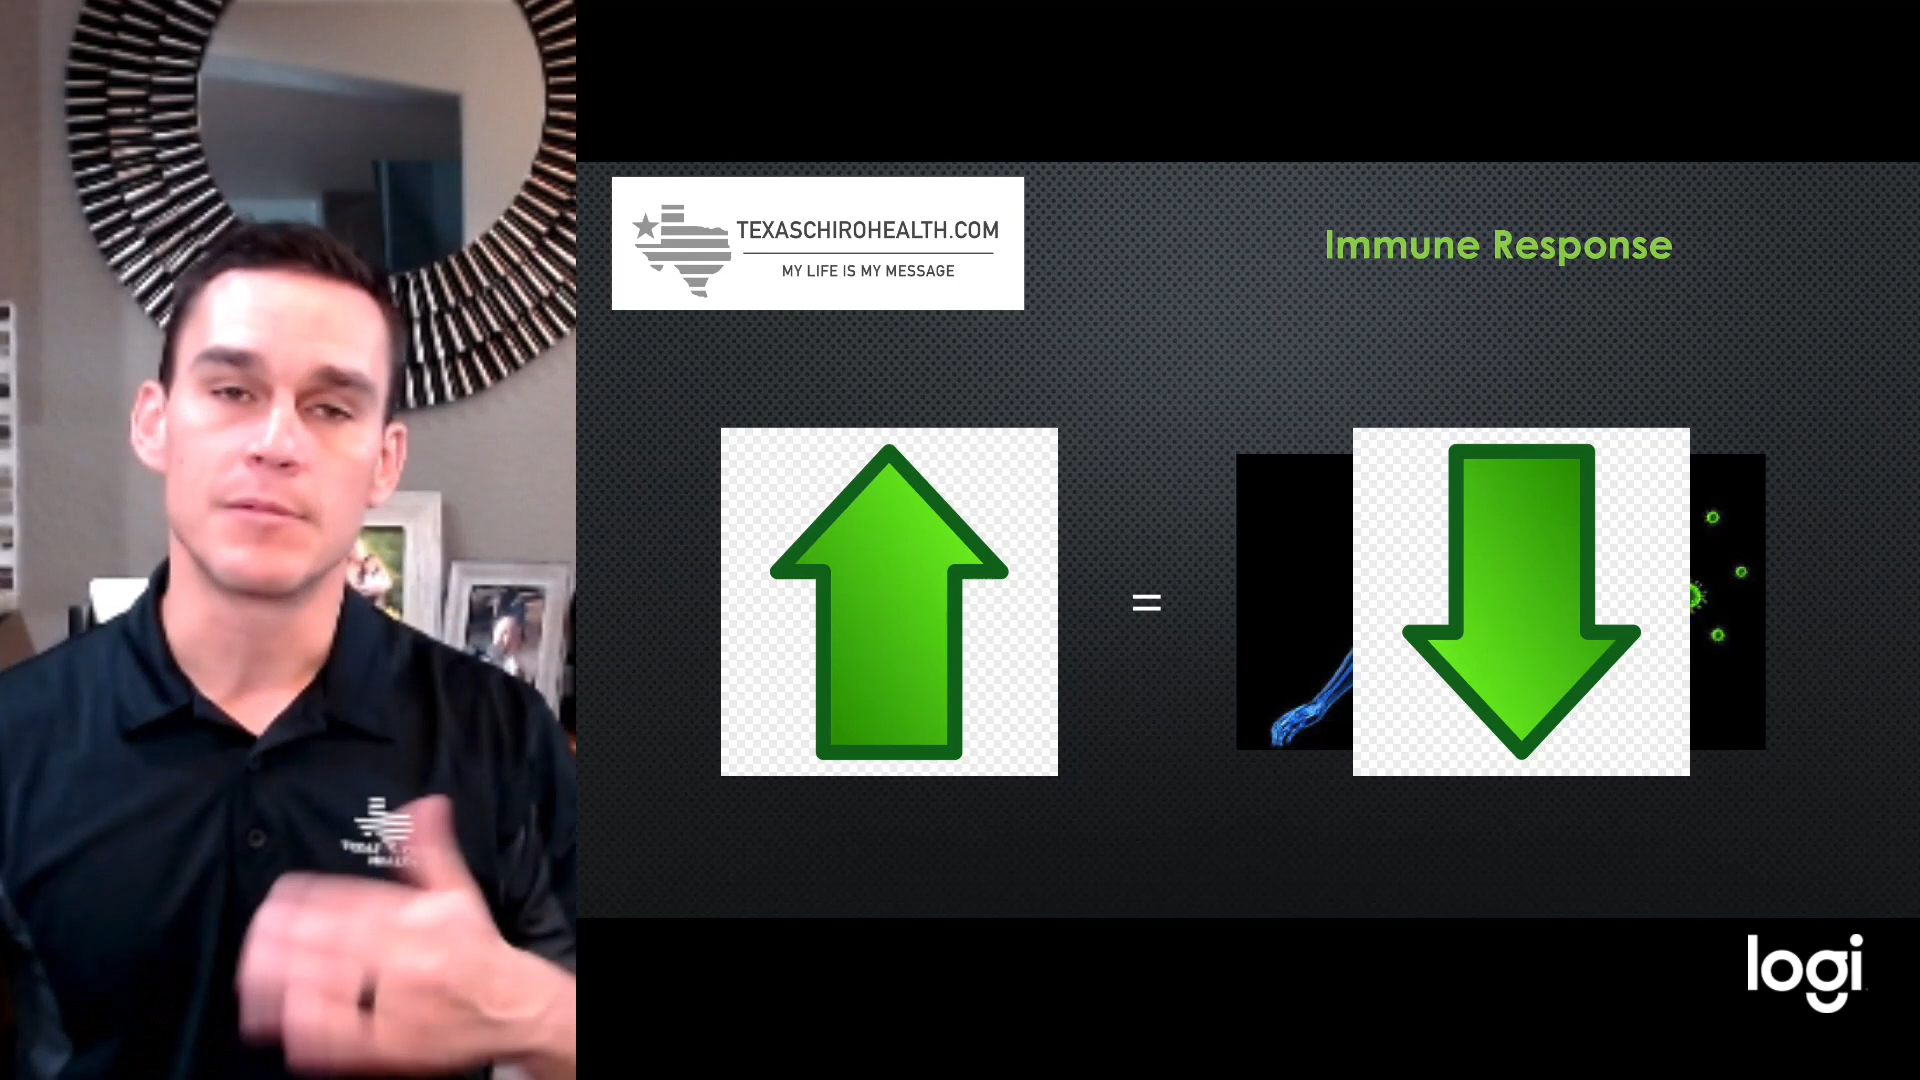 TEXASCHIROHEALTH.COM
MY LIFE IS MY MESSAGE
Immune Response
=
logi